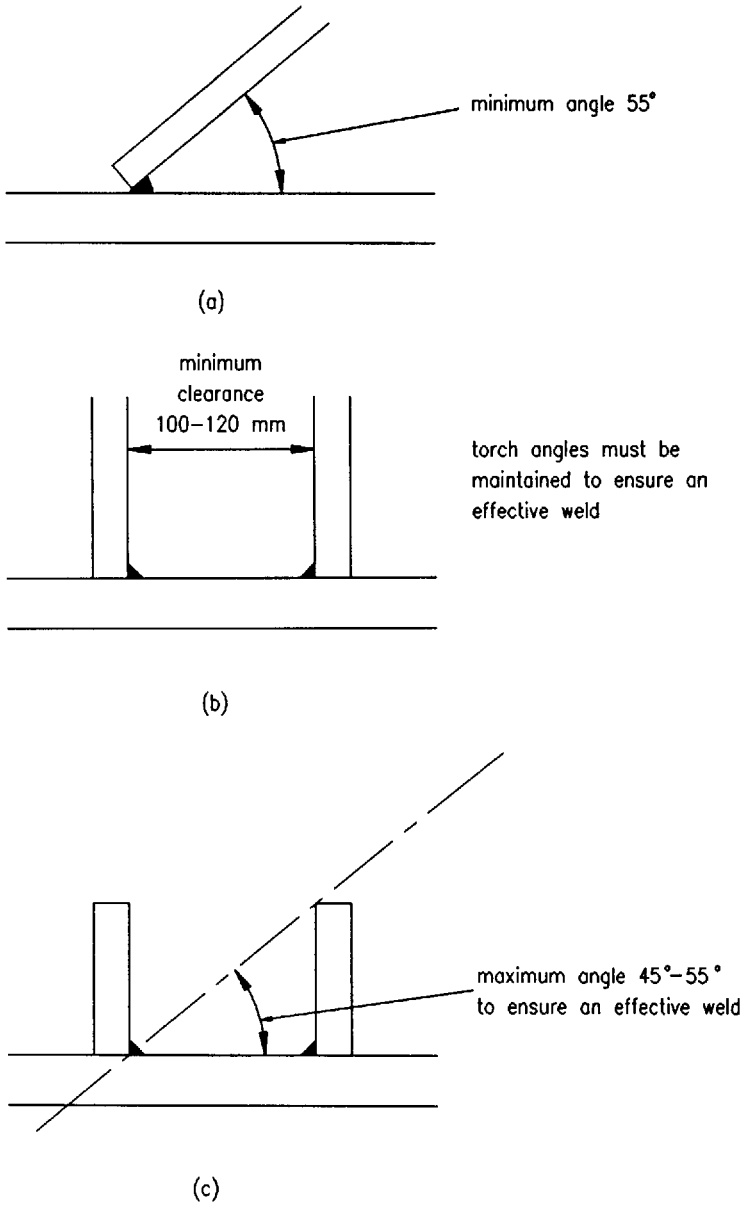 minimum angle 55°
(a)
minimum
clearance
100–120 mm
torch angles must be
maintained to ensure an
effective weld
(b)
maximum angle 45°–55°
to ensure an effective weld
(c)